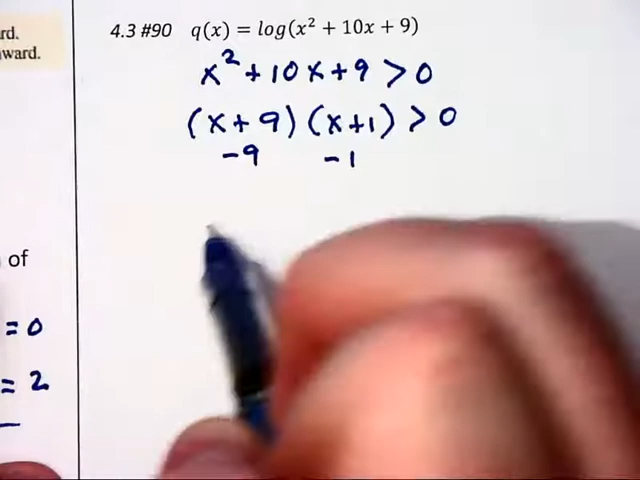 rd.
ward.
4.3 #90 q(x) = log(x² + 10x + 9)
x² + 10x + 9 > 0
(x + 9) (x + 1) > 0
-9 -1
of
= 0
= 2